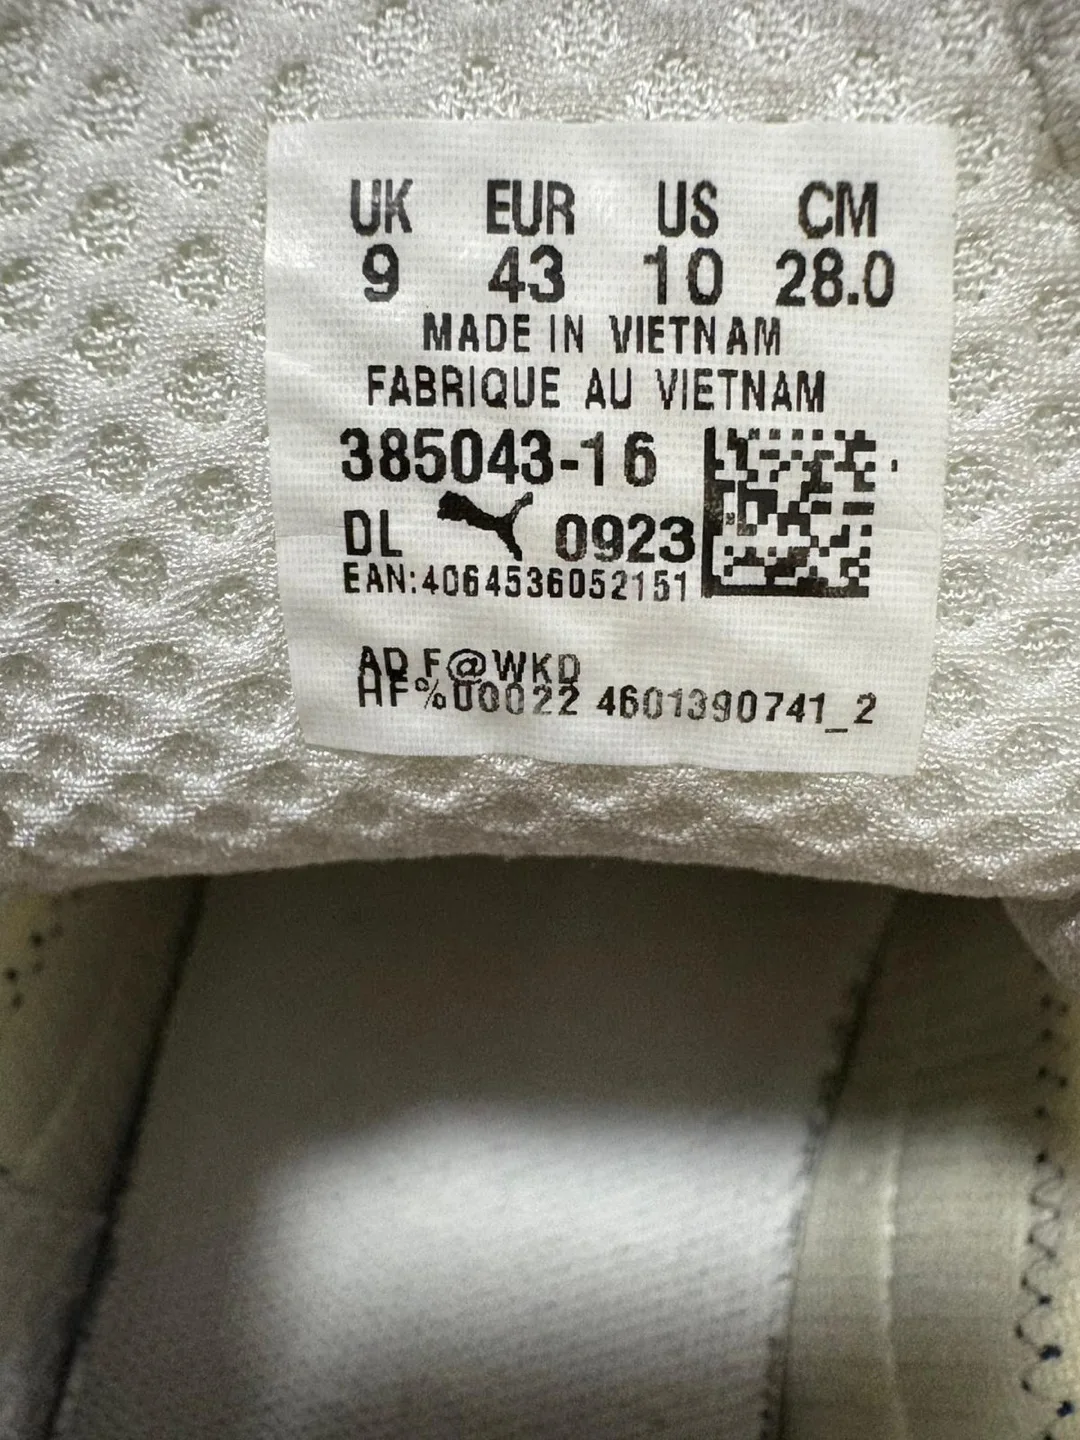 UK EUR US CM
9 43 10 28.0
MADE IN VIETNAM
FABRIQUE AU VIETNAM
385043-16
DL 0923
EAN:4064536052151
AD F@WKD
HF%U0022 4601390741_2